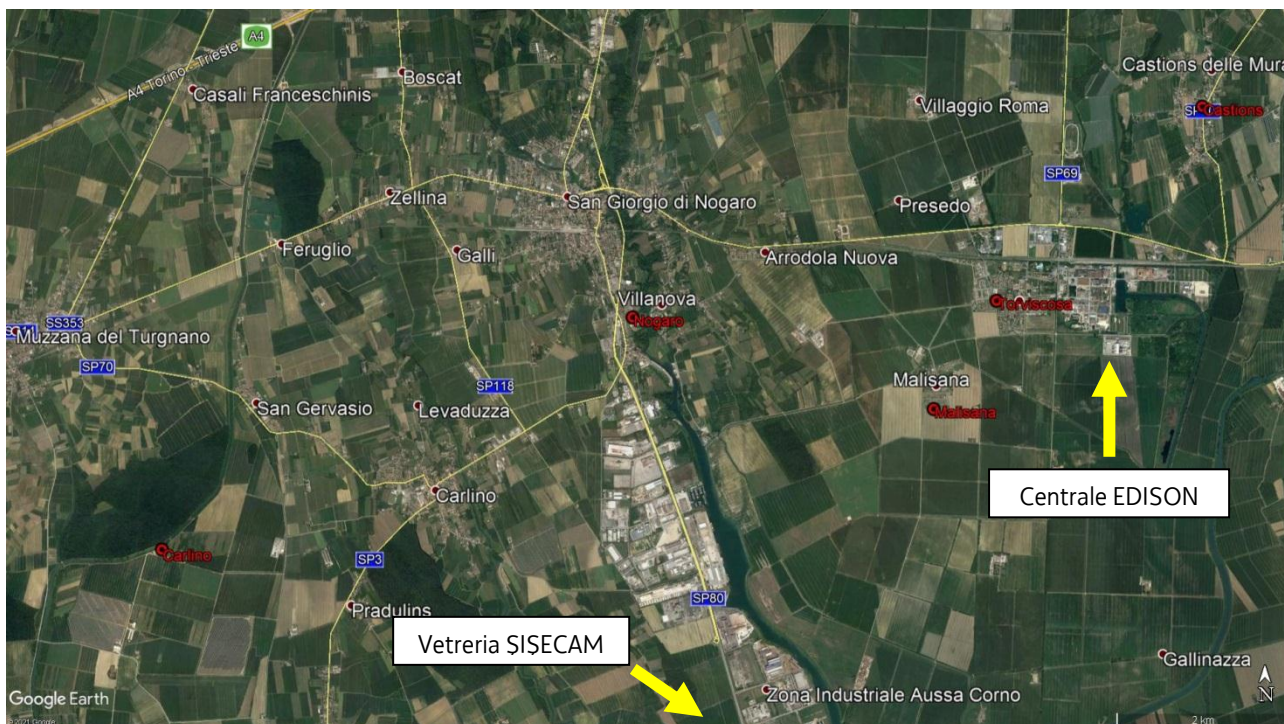 A4
A4 Torino - Trieste
Casali Franceschinis
Boscat
Castions delle Mura
Castions
Villaggio Roma
SP69
Zellina
San Giorgio di Nogaro
Presedo
Feruglio
Galli
Arrodola Nuova
Villanova
Nogaro
Torviscosa
SS353
Muzzana del Turgnano
SP70
SP118
Malisana
Malisana
San Gervasio
Levaduzza
Centrale EDISON
Carlino
Carlino
SP3
SP80
Pradulins
Vetreria ŞIŞECAM
Gallinazza
Zona Industriale Aussa Corno
N
Google Earth
© 2021 Google
2 km